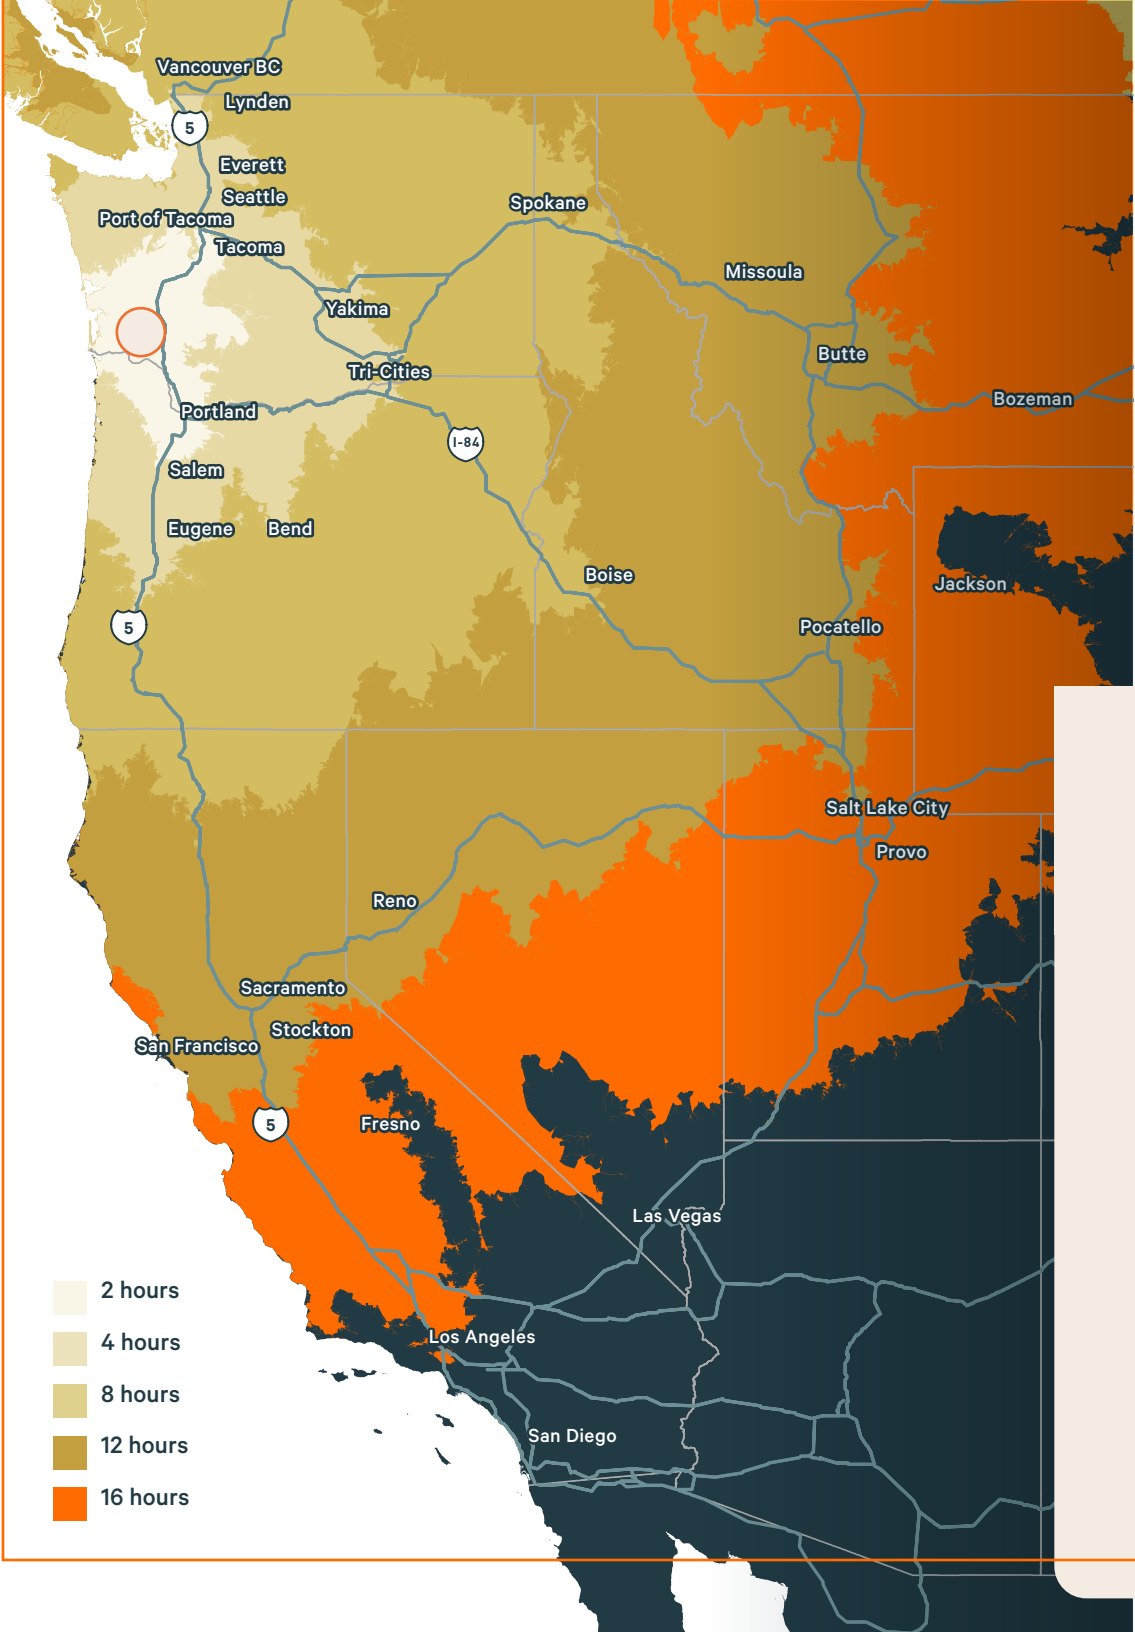 Vancouver BC
Lynden
5
Everett
Seattle
Port of Tacoma
Tacoma
Spokane
Missoula
Yakima
Butte
Tri-Cities
Bozeman
Portland
I-84
Salem
Eugene
Bend
Boise
Jackson
5
Pocatello
Salt Lake City
Provo
Reno
Sacramento
Stockton
San Francisco
5
Fresno
Las Vegas
2 hours
4 hours
Los Angeles
8 hours
San Diego
12 hours
16 hours